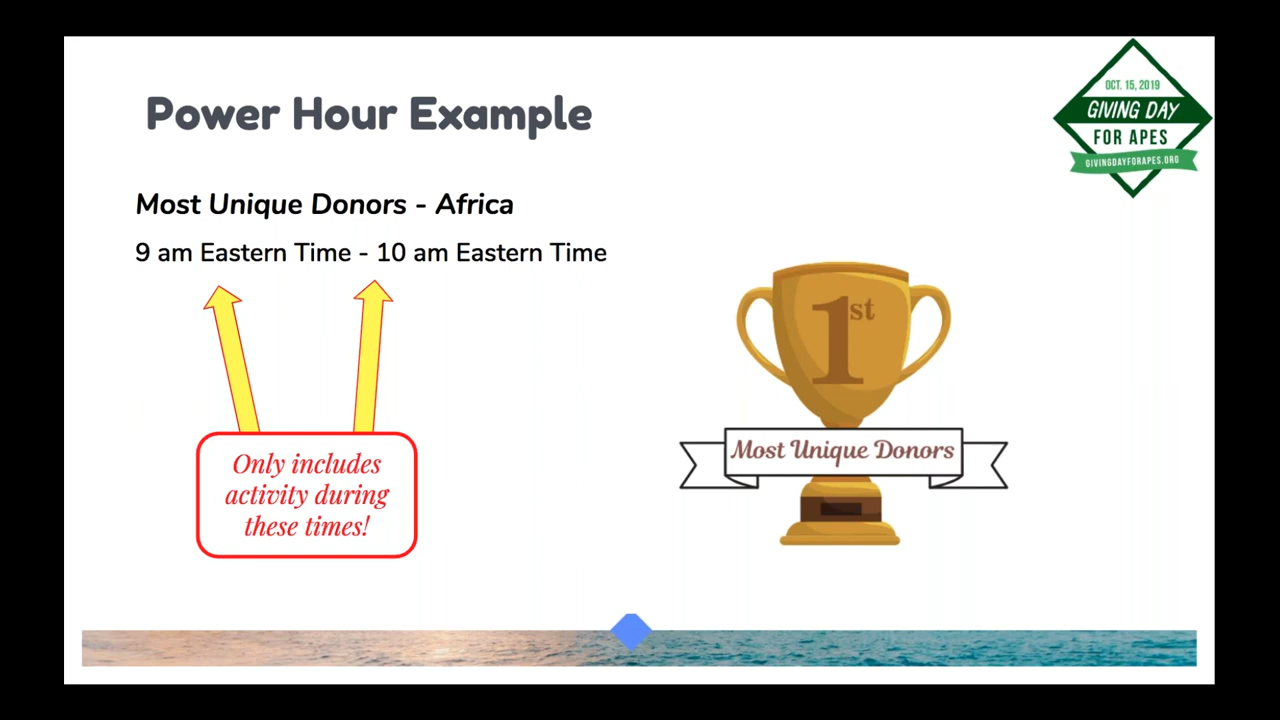 Power Hour Example
OCT. 15, 2019
GIVING DAY
FOR APES
GIVINGDAYFORAPES.ORG
Most Unique Donors - Africa
9 am Eastern Time - 10 am Eastern Time
1st
Most Unique Donors
Only includes
activity during
these times!